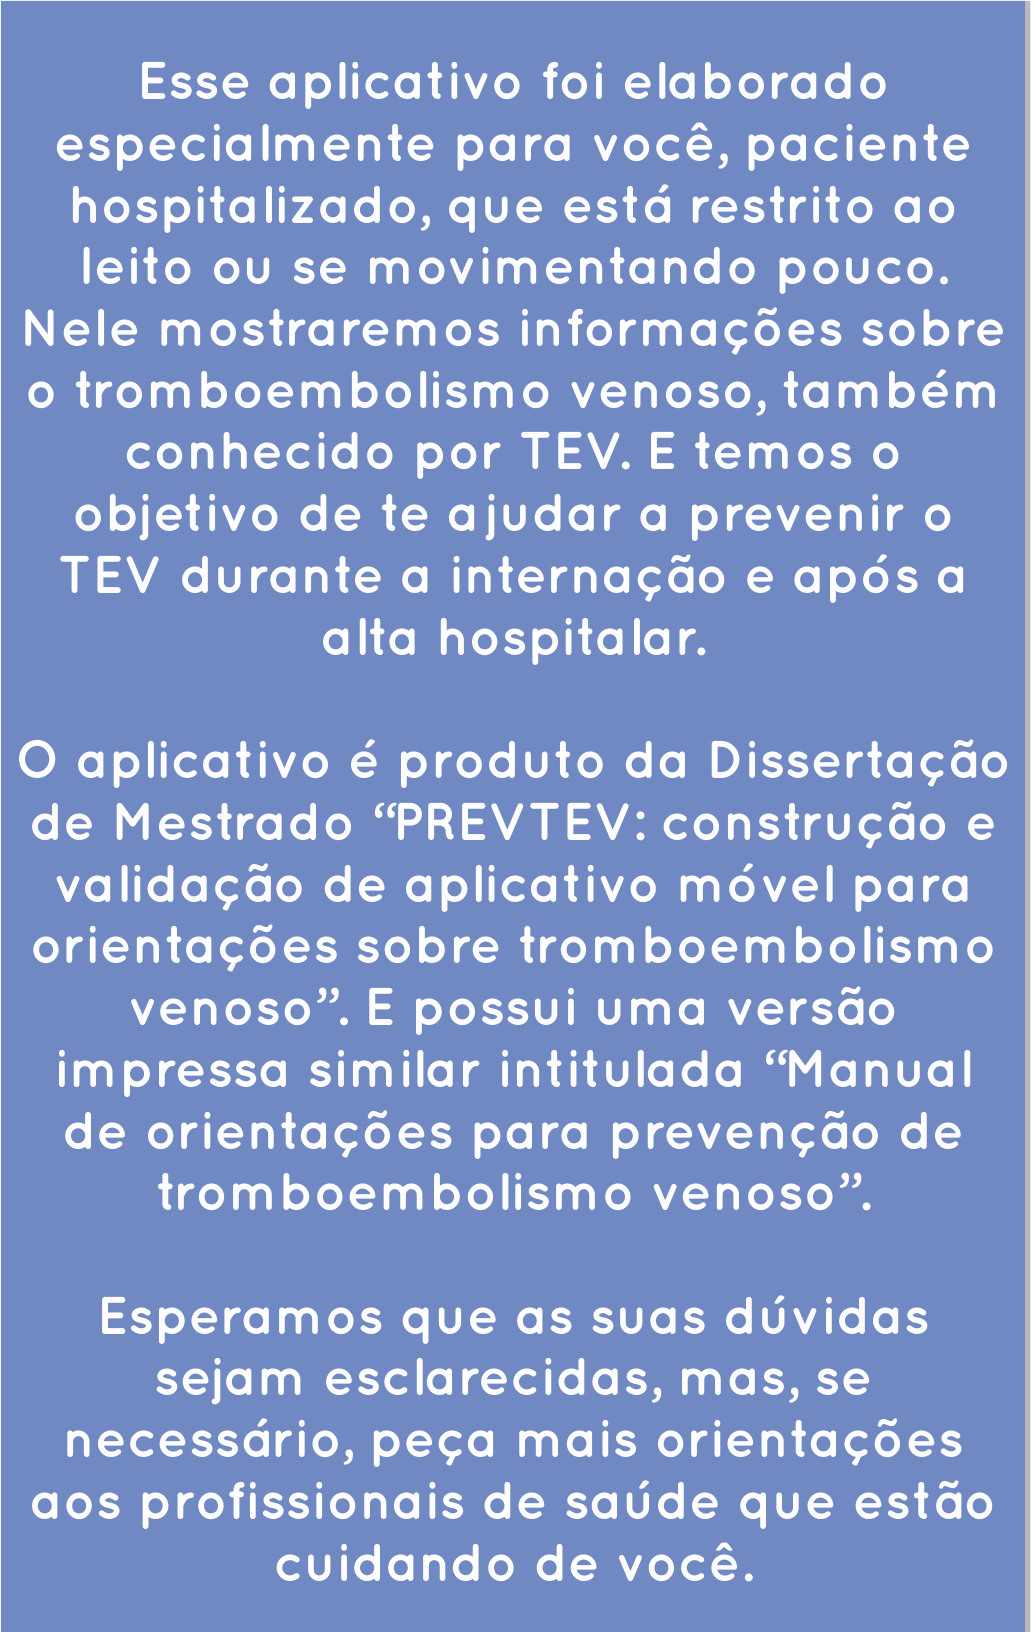 Esse aplicativo foi elaborado
especialmente para você, paciente
hospitalizado, que está restrito ao
leito ou se movimentando pouco.
Nele mostraremos informações sobre
o tromboembolismo venoso, também
conhecido por TEV. E temos o
objetivo de te ajudar a prevenir o
TEV durante a internação e após a
alta hospitalar.
O aplicativo é produto da Dissertação
de Mestrado “PREVTEV: construção e
validação de aplicativo móvel para
orientações sobre tromboembolismo
venoso”. E possui uma versão
impressa similar intitulada “Manual
de orientações para prevenção de
tromboembolismo venoso”.
Esperamos que as suas dúvidas
sejam esclarecidas, mas, se
necessário, peça mais orientações
aos profissionais de saúde que estão
cuidando de você.